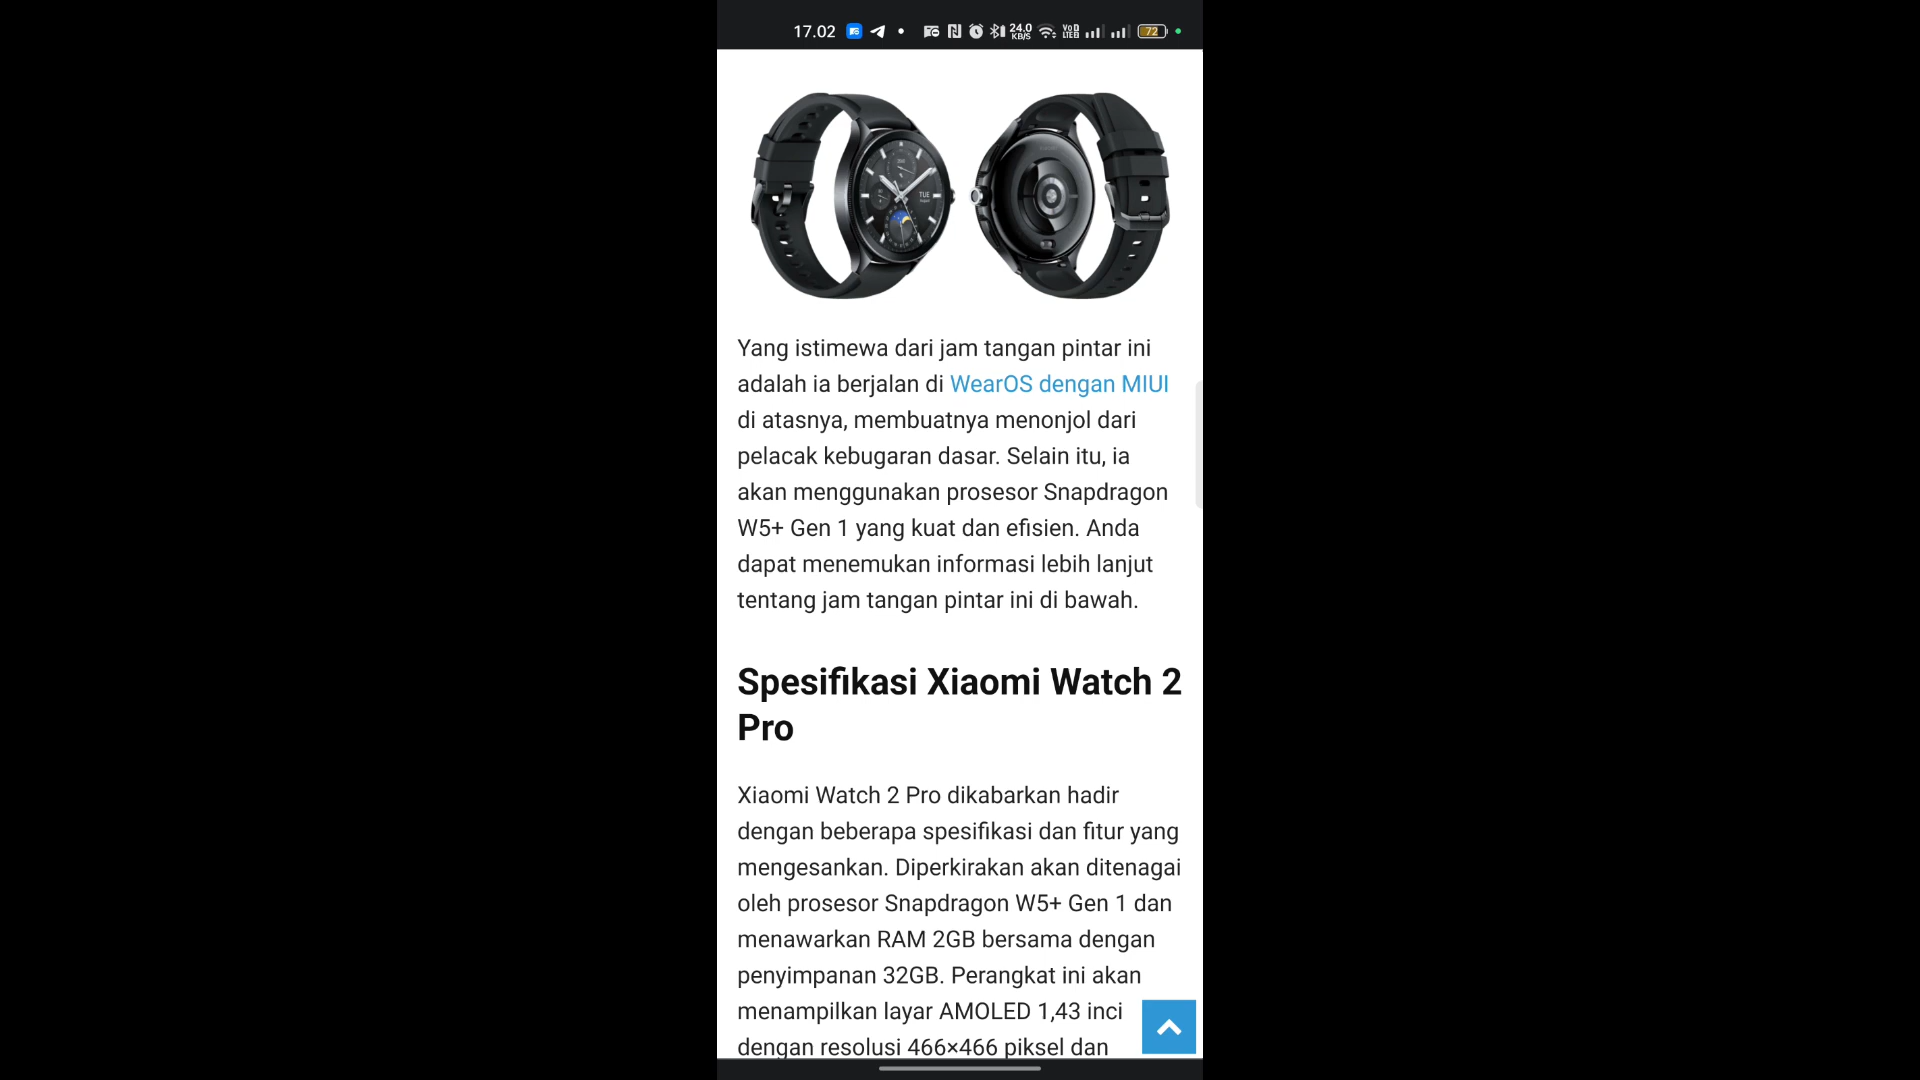 17.02
24.0
KB/S
72
TUE
Yang istimewa dari jam tangan pintar ini
adalah ia berjalan di WearOS dengan MIUI
di atasnya, membuatnya menonjol dari
pelacak kebugaran dasar. Selain itu, ia
akan menggunakan prosesor Snapdragon
W5+ Gen 1 yang kuat dan efisien. Anda
dapat menemukan informasi lebih lanjut
tentang jam tangan pintar ini di bawah.
Spesifikasi Xiaomi Watch 2
Pro
Xiaomi Watch 2 Pro dikabarkan hadir
dengan beberapa spesifikasi dan fitur yang
mengesankan. Diperkirakan akan ditenagai
oleh prosesor Snapdragon W5+ Gen 1 dan
menawarkan RAM 2GB bersama dengan
penyimpanan 32GB. Perangkat ini akan
menampilkan layar AMOLED 1,43 inci
dengan resolusi 466×466 piksel dan